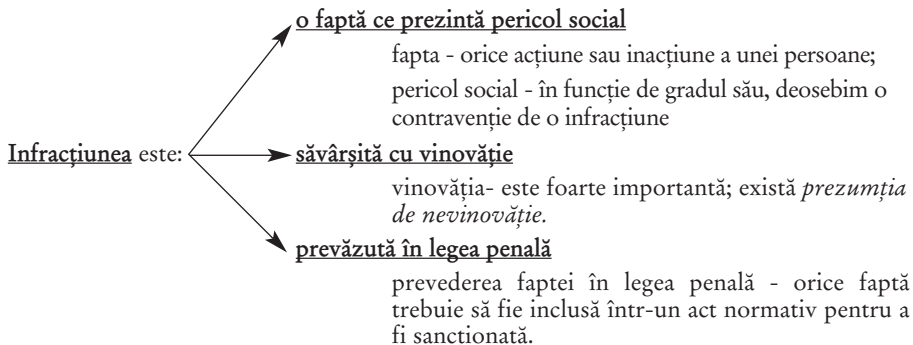 o faptă ce prezintă pericol social
fapta - orice acțiune sau inacțiune a unei persoane;
pericol social - în funcție de gradul său, deosebim o
contravenție de o infracțiune
Infracțiunea este:
săvârșită cu vinovăție
vinovăția- este foarte importantă; există prezumția
de nevinovăție.
prevăzută în legea penală
prevederea faptei în legea penală - orice faptă
trebuie să fie inclusă într-un act normativ pentru a
fi sanctionată.